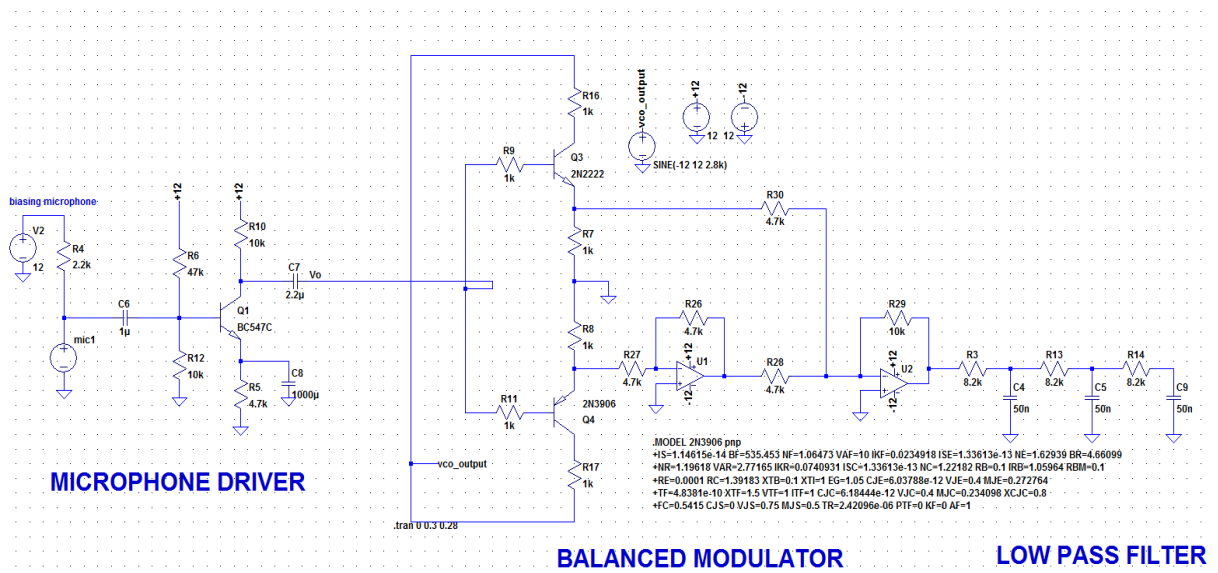 biasing microphone
V2
12
R4
2.2k
mic1
C6
1µ
+12
R6
47k
R12
10k
+12
R10
10k
Q1
BC547C
R5
4.7k
C8
1000µ
C7
2.2µ
Vo
MICROPHONE DRIVER
R16
1k
R9
1k
Q3
2N2222
R7
1k
R8
1k
R11
1k
2N3906
Q4
R17
1k
vco_output
.tran 0 0.3 0.28
vco_output
SINE(-12 12 2.8k)
+12
12
-12
12
R30
4.7k
R27
4.7k
R26
4.7k
+12
U1
-12
R28
4.7k
R29
10k
+12
U2
-12
R3
8.2k
C4
50n
R13
8.2k
C5
50n
R14
8.2k
C9
50n
.MODEL 2N3906 pnp
+IS=1.14615e-14 BF=535.453 NF=1.06473 VAF=10 IKF=0.0234918 ISE=1.33613e-13 NE=1.62939 BR=4.66099
+NR=1.19618 VAR=2.77165 IKR=0.0740931 ISC=1.33613e-13 NC=1.22182 RB=0.1 IRB=1.05964 RBM=0.1
+RE=0.0001 RC=1.39183 XTB=0.1 XTI=1 EG=1.05 CJE=6.03788e-12 VJE=0.4 MJE=0.272764
+TF=4.8381e-10 XTF=1.5 VTF=1 ITF=1 CJC=6.18444e-12 VJC=0.4 MJC=0.234098 XCJC=0.8
+FC=0.5415 CJS=0 VJS=0.75 MJS=0.5 TR=2.42096e-06 PTF=0 KF=0 AF=1
BALANCED MODULATOR
LOW PASS FILTER